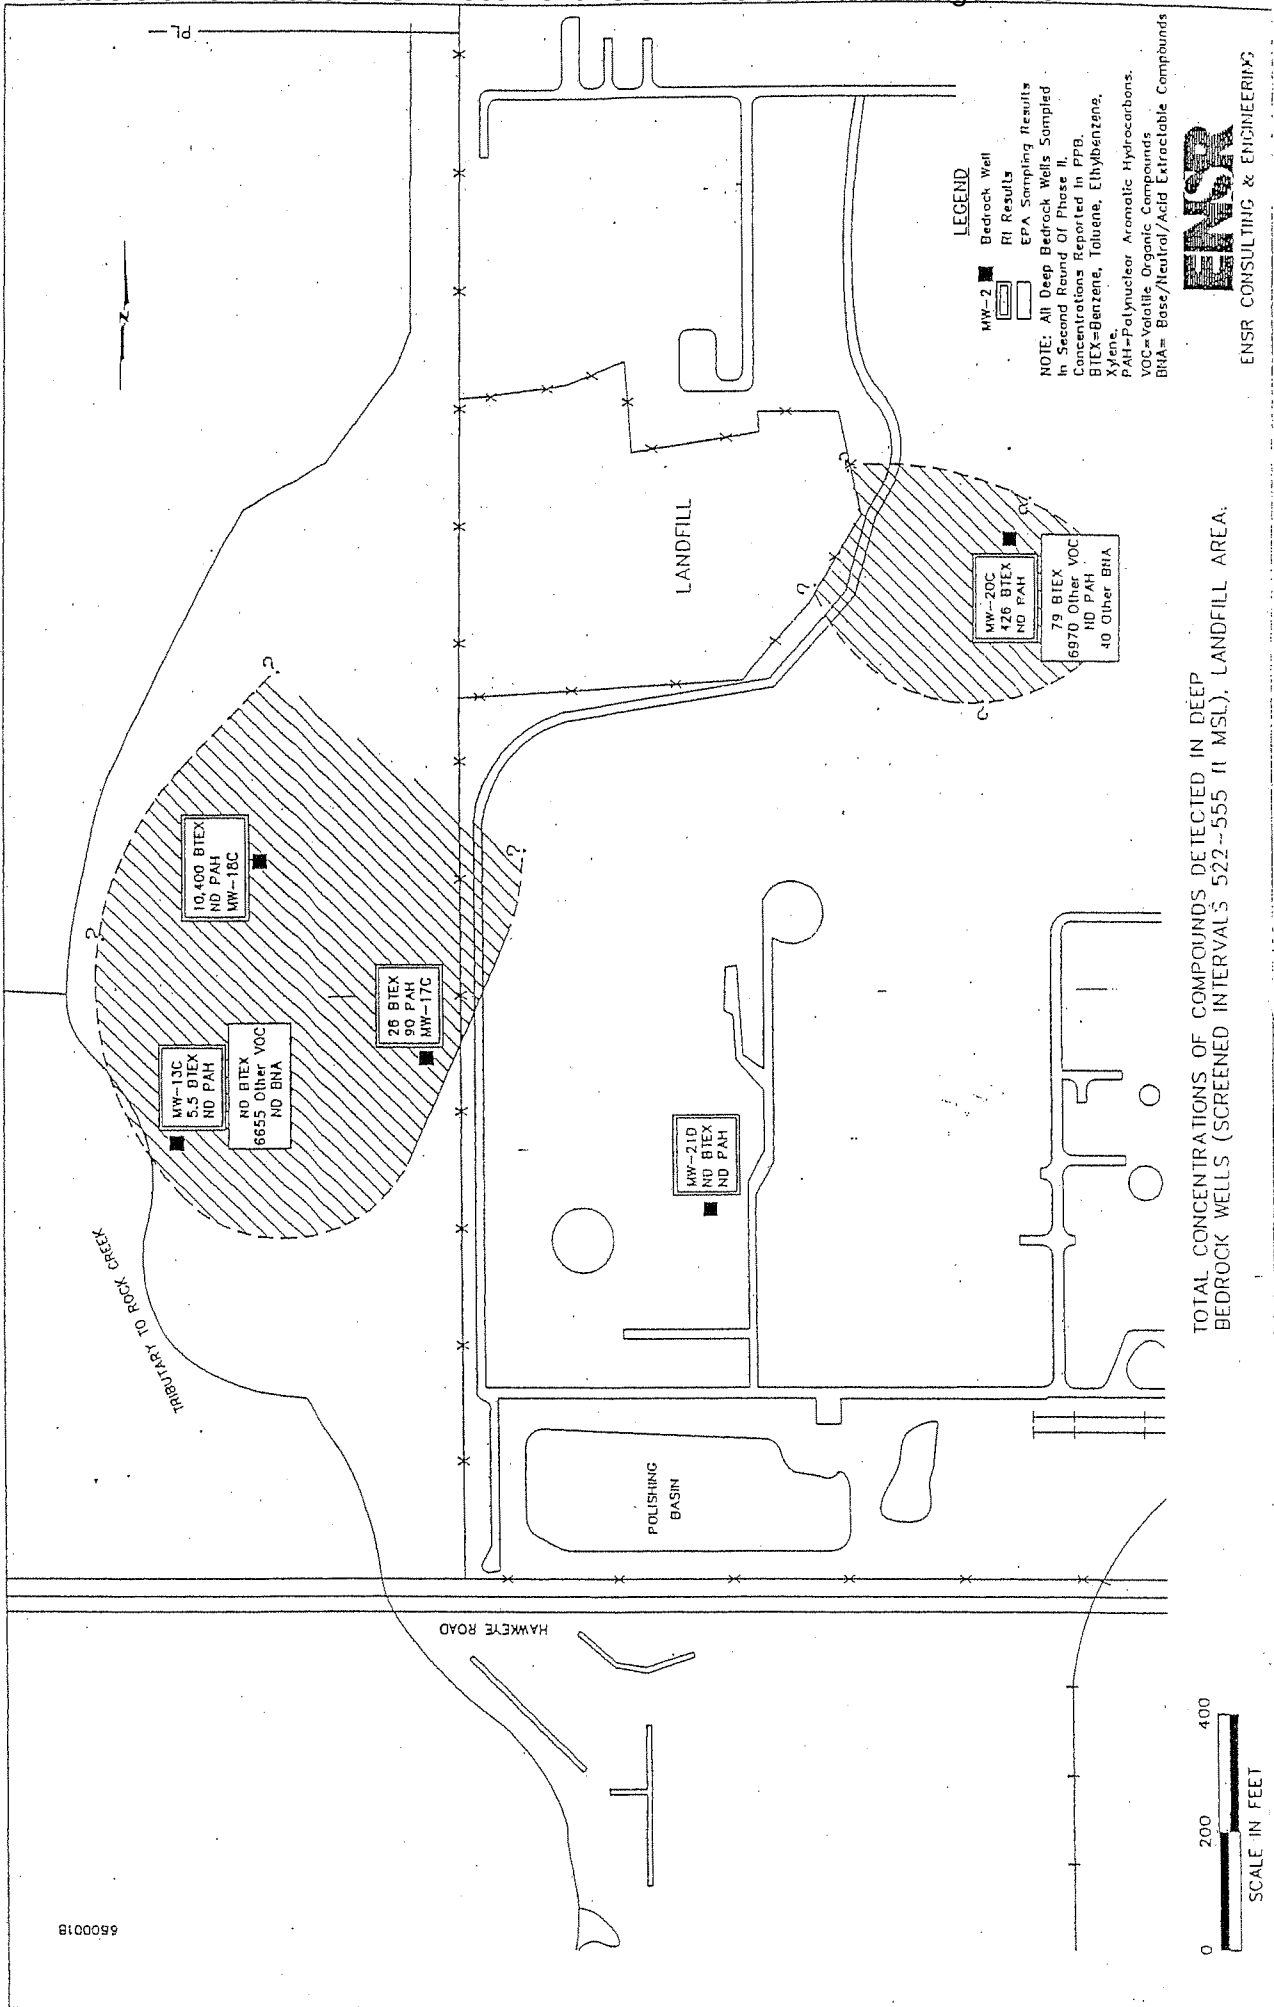 PL
N
TRIBUTARY TO ROCK CREEK
10,400 BTEX
ND PAH
MW-18C
MW-13C
5.5 BTEX
ND PAH
ND BTEX
6655 Other VOC
ND BNA
26 BTEX
90 PAH
MW-17C
LANDFILL
MW-20C
426 BTEX
ND PAH
79 BTEX
6970 Other VOC
ND PAH
40 Other BNA
MW-21D
ND BTEX
ND PAH
POLISHING
BASIN
HAWKEYE ROAD
?
?
?
?
?
?
?
LEGEND
MW-2 Bedrock Well
RI Results
EPA Sampling Results
NOTE: All Deep Bedrock Wells Sampled
In Second Round Of Phase II.
Concentrations Reported In PPB.
BTEX=Benzene, Toluene, Ethylbenzene,
Xylene.
PAH=Polynuclear Aromatic Hydrocarbons.
VOC=Volatile Organic Compounds
BNA= Base/Neutral/Acid Extractable Compounds
ENSR
ENSR CONSULTING & ENGINEERING
TOTAL CONCENTRATIONS OF COMPOUNDS DETECTED IN DEEP
BEDROCK WELLS (SCREENED INTERVALS 522-555 ft MSL), LANDFILL AREA.
0 200 400
SCALE IN FEET
6500018